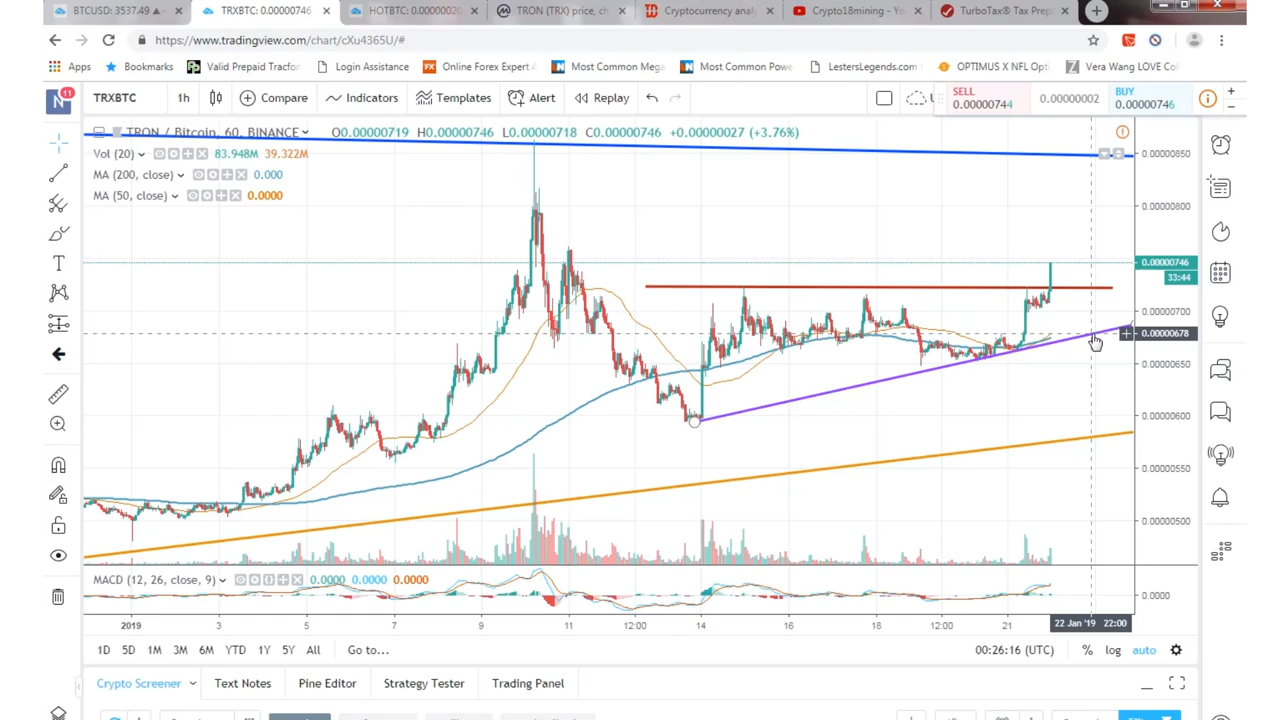 BTCUSD: 3537.49 ▲ TRXBTC: 0.00000746 HOTBTC: 0.0000002 TRON (TRX) price, ch Cryptocurrency analy Crypto18mining - Yo TurboTax® Tax Prep
https://www.tradingview.com/chart/cXu4365U/#
Apps Bookmarks Valid Prepaid Tracfon Login Assistance FX Online Forex Expert A Most Common Mega Most Common Powe LestersLegends.com OPTIMUS X NFL Opti Vera Wang LOVE Col
N 11 TRXBTC 1h Compare Indicators Templates Alert Replay SELL 0.00000744 0.00000002 BUY 0.00000746
TRON / Bitcoin, 60, BINANCE O0.00000719 H0.00000746 L0.00000718 C0.00000746 +0.00000027 (+3.76%)
Vol (20) 83.948M 39.322M
MA (200, close) 0.000
MA (50, close) 0.0000
0.00000850
0.00000800
0.00000746
33:44
0.00000700
0.00000678
0.00000650
0.00000600
0.00000550
0.00000500
MACD (12, 26, close, 9) 0.0000 0.0000 0.0000
0.0000
2019 3 5 7 9 11 12:00 14 16 18 12:00 21 22 Jan '19 22:00
1D 5D 1M 3M 6M YTD 1Y 5Y All Go to... 00:26:16 (UTC) % log auto
Crypto Screener Text Notes Pine Editor Strategy Tester Trading Panel